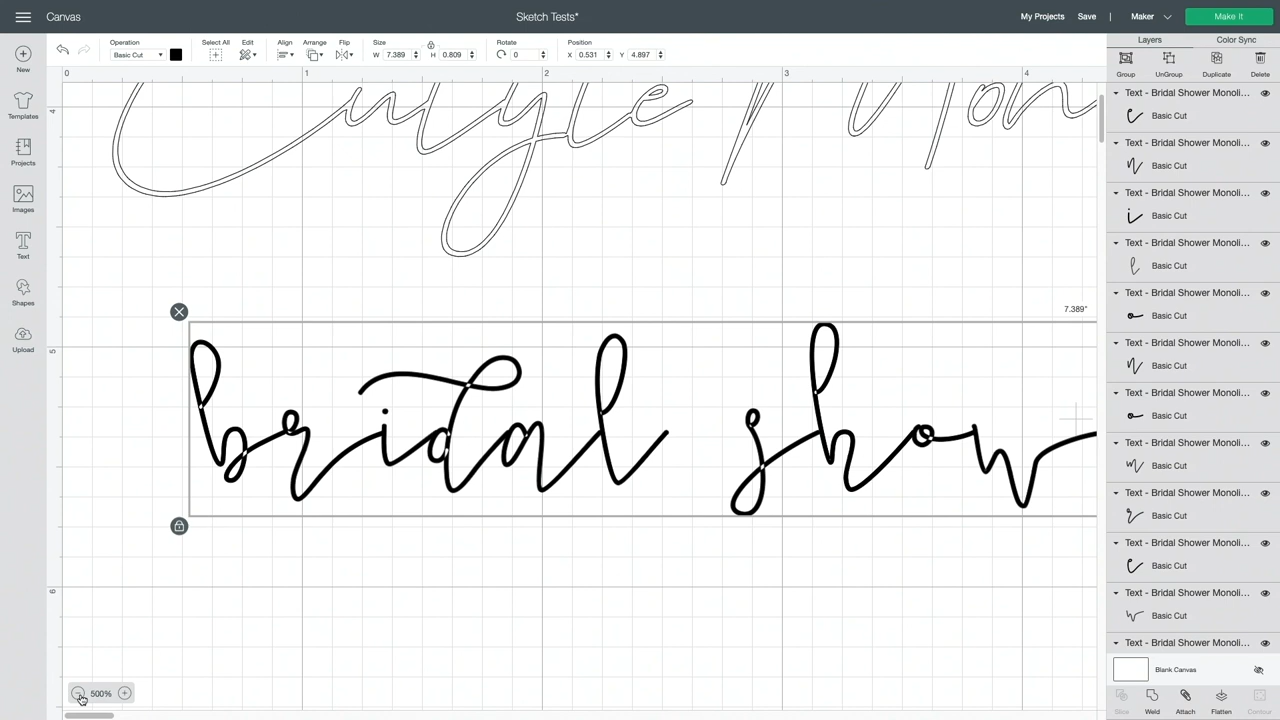 Canvas
Sketch Tests*
My Projects
Save
|
Maker
Make It
Operation
Basic Cut
Select All
Edit
Align
Arrange
Flip
Size
W 7.389
H 0.809
Rotate
0
Position
X 0.531
Y 4.897
Layers
Color Sync
New
Templates
Projects
Images
Text
Shapes
Upload
Group
UnGroup
Duplicate
Delete
0 1 2 3 4
4
5
6
7.389"
bridal show
Text - Bridal Shower Monoli...
Basic Cut
Text - Bridal Shower Monoli...
Basic Cut
Text - Bridal Shower Monoli...
Basic Cut
Text - Bridal Shower Monoli...
Basic Cut
Text - Bridal Shower Monoli...
Basic Cut
Text - Bridal Shower Monoli...
Basic Cut
Text - Bridal Shower Monoli...
Basic Cut
Text - Bridal Shower Monoli...
Basic Cut
Text - Bridal Shower Monoli...
Basic Cut
Text - Bridal Shower Monoli...
Basic Cut
Text - Bridal Shower Monoli...
Basic Cut
Text - Bridal Shower Monoli...
Blank Canvas
500%
Slice
Weld
Attach
Flatten
Contour